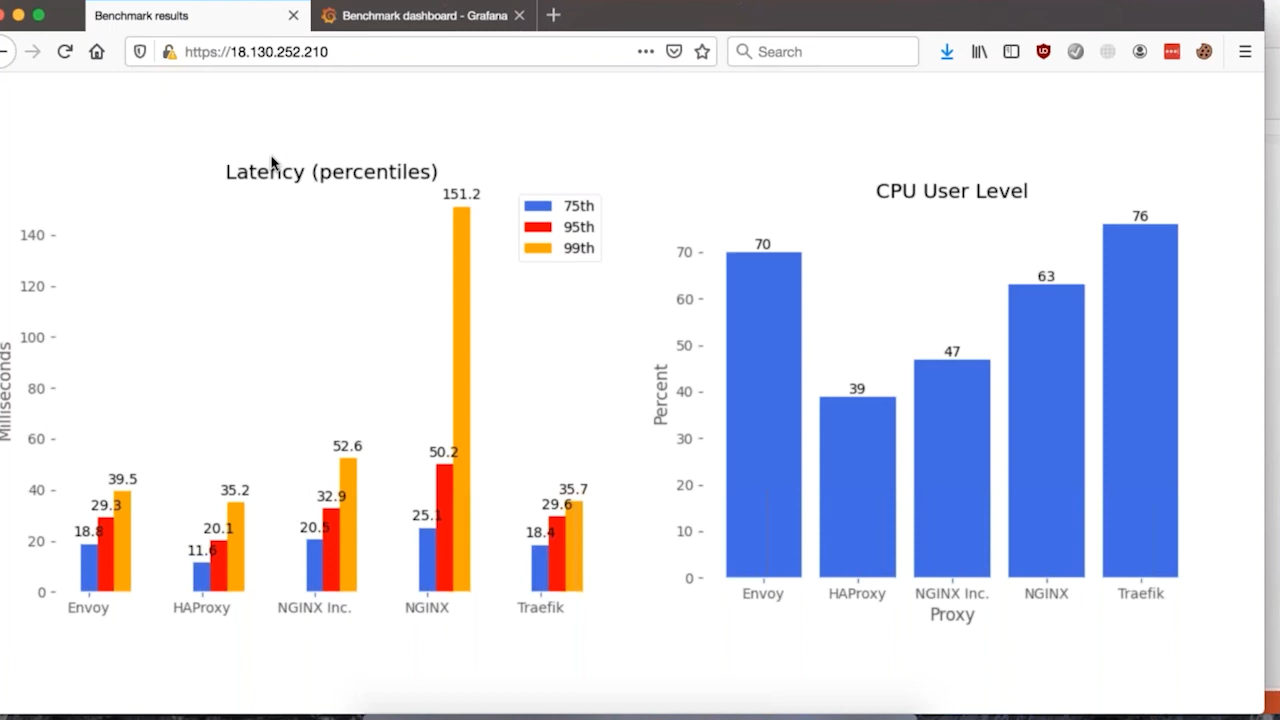 Benchmark results
Benchmark dashboard - Grafana
https://18.130.252.210
Search
Latency (percentiles)
151.2
75th
95th
99th
140
120
100
80
60
40
20
0
Milliseconds
18.8
29.3
39.5
11.6
20.1
35.2
20.5
32.9
52.6
25.1
50.2
18.4
29.6
35.7
Envoy
HAProxy
NGINX Inc.
NGINX
Traefik
CPU User Level
70
60
50
40
30
20
10
0
Percent
70
39
47
63
76
Envoy
HAProxy
NGINX Inc.
NGINX
Traefik
Proxy